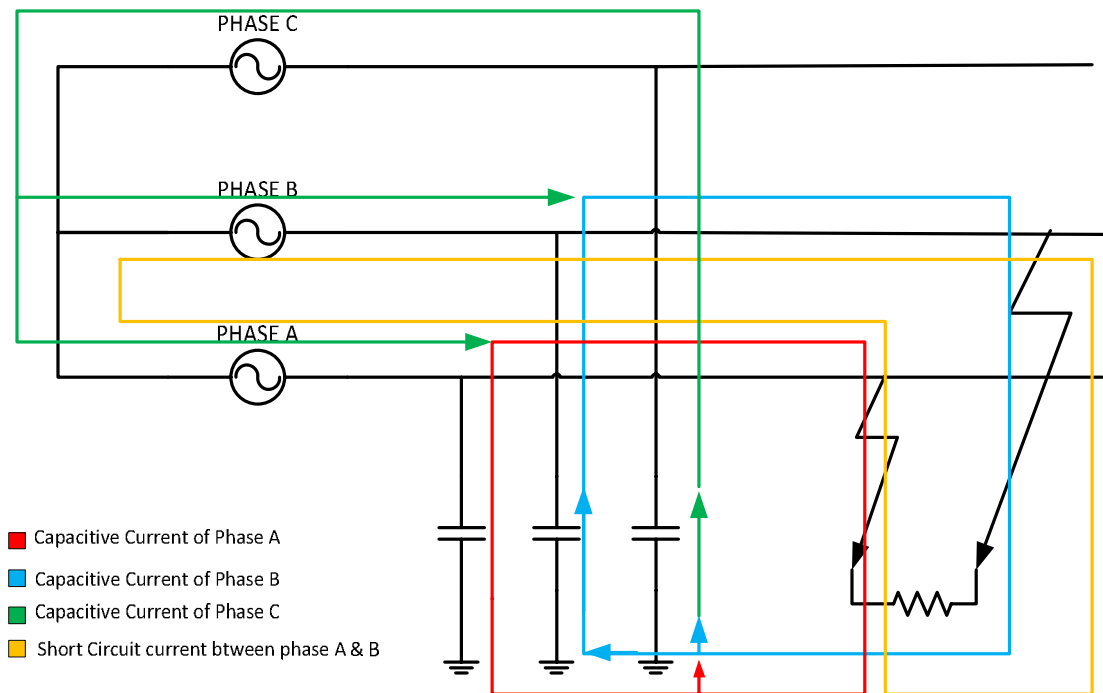 PHASE C
PHASE B
PHASE A
Capacitive Current of Phase A
Capacitive Current of Phase B
Capacitive Current of Phase C
Short Circuit current btween phase A & B